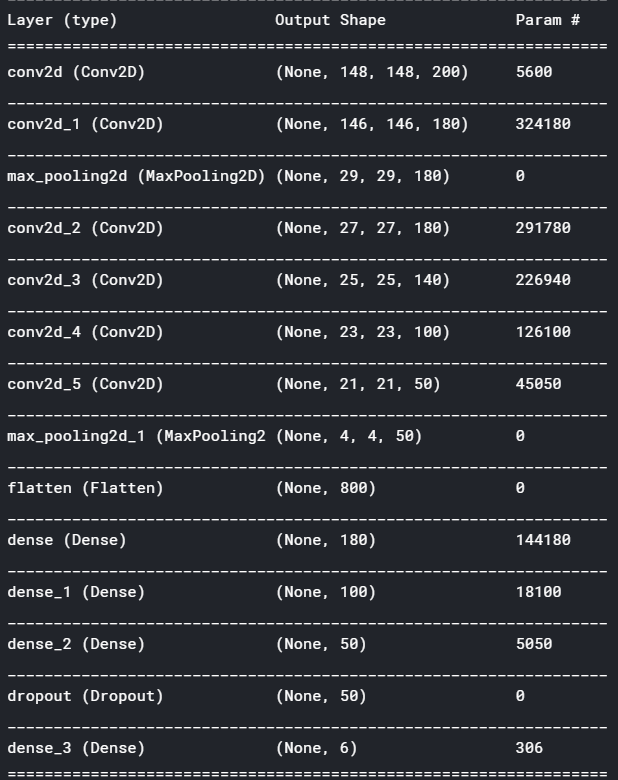 Layer (type) Output Shape Param #
=================================================================
conv2d (Conv2D) (None, 148, 148, 200) 5600
_________________________________________________________________
conv2d_1 (Conv2D) (None, 146, 146, 180) 324180
_________________________________________________________________
max_pooling2d (MaxPooling2D) (None, 29, 29, 180) 0
_________________________________________________________________
conv2d_2 (Conv2D) (None, 27, 27, 180) 291780
_________________________________________________________________
conv2d_3 (Conv2D) (None, 25, 25, 140) 226940
_________________________________________________________________
conv2d_4 (Conv2D) (None, 23, 23, 100) 126100
_________________________________________________________________
conv2d_5 (Conv2D) (None, 21, 21, 50) 45050
_________________________________________________________________
max_pooling2d_1 (MaxPooling2 (None, 4, 4, 50) 0
_________________________________________________________________
flatten (Flatten) (None, 800) 0
_________________________________________________________________
dense (Dense) (None, 180) 144180
_________________________________________________________________
dense_1 (Dense) (None, 100) 18100
_________________________________________________________________
dense_2 (Dense) (None, 50) 5050
_________________________________________________________________
dropout (Dropout) (None, 50) 0
_________________________________________________________________
dense_3 (Dense) (None, 6) 306
=================================================================